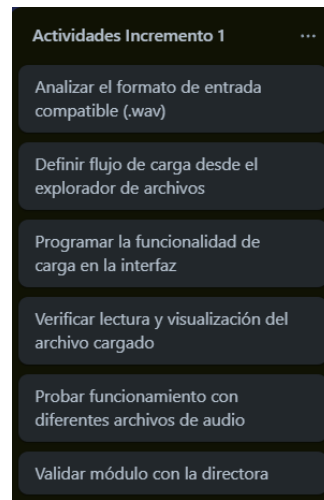 Actividades Incremento 1 ...
Analizar el formato de entrada
compatible (.wav)
Definir flujo de carga desde el
explorador de archivos
Programar la funcionalidad de
carga en la interfaz
Verificar lectura y visualización del
archivo cargado
Probar funcionamiento con
diferentes archivos de audio
Validar módulo con la directora